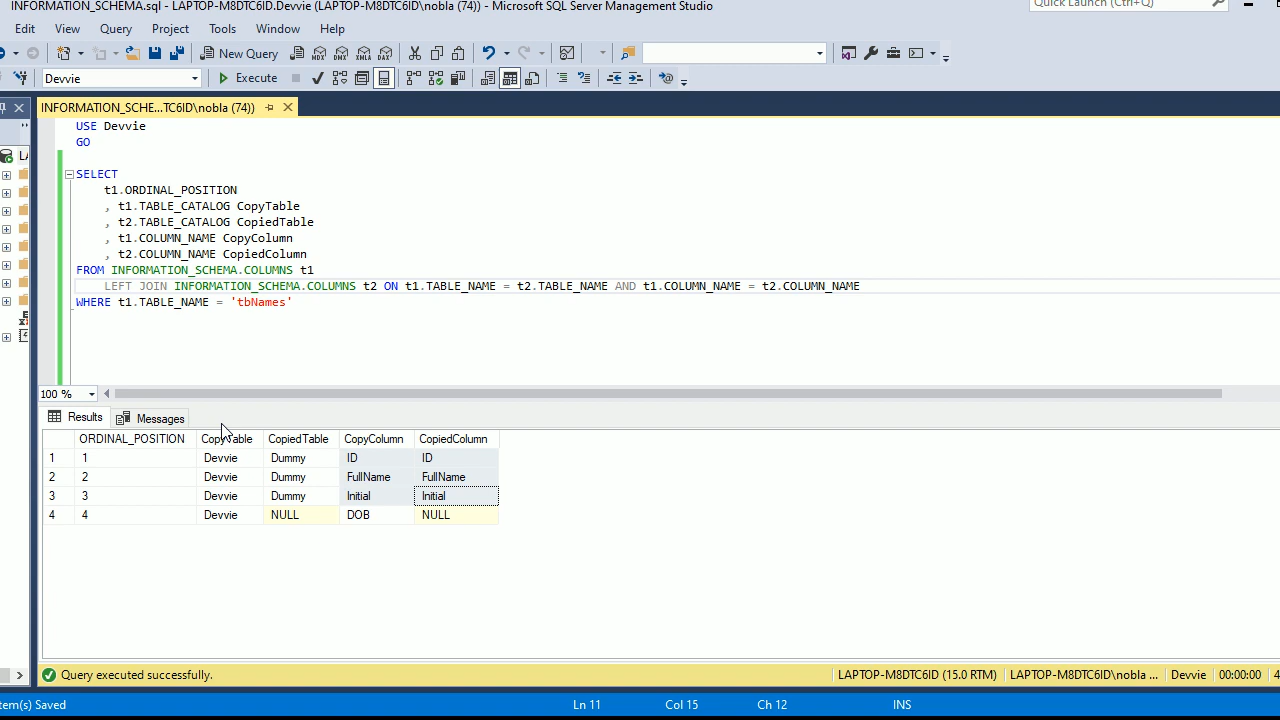 INFORMATION_SCHEMA.sql - LAPTOP-M8DTC6ID.Devvie (LAPTOP-M8DTC6ID\nobla (74)) - Microsoft SQL Server Management Studio
Quick Launch (Ctrl+Q)
Edit View Query Project Tools Window Help
New Query
MDX DMX XMLA DAX
Devvie Execute
INFORMATION_SCHE...TC6ID\nobla (74))
USE Devvie
GO
SELECT
t1.ORDINAL_POSITION
, t1.TABLE_CATALOG CopyTable
, t2.TABLE_CATALOG CopiedTable
, t1.COLUMN_NAME CopyColumn
, t2.COLUMN_NAME CopiedColumn
FROM INFORMATION_SCHEMA.COLUMNS t1
LEFT JOIN INFORMATION_SCHEMA.COLUMNS t2 ON t1.TABLE_NAME = t2.TABLE_NAME AND t1.COLUMN_NAME = t2.COLUMN_NAME
WHERE t1.TABLE_NAME = 'tbNames'
100 %
Results Messages
ORDINAL_POSITION CopyTable CopiedTable CopyColumn CopiedColumn
1 1 Devvie Dummy ID ID
2 2 Devvie Dummy FullName FullName
3 3 Devvie Dummy Initial Initial
4 4 Devvie NULL DOB NULL
Query executed successfully. LAPTOP-M8DTC6ID (15.0 RTM) LAPTOP-M8DTC6ID\nobla ... Devvie 00:00:00 4
tem(s) Saved Ln 11 Col 15 Ch 12 INS